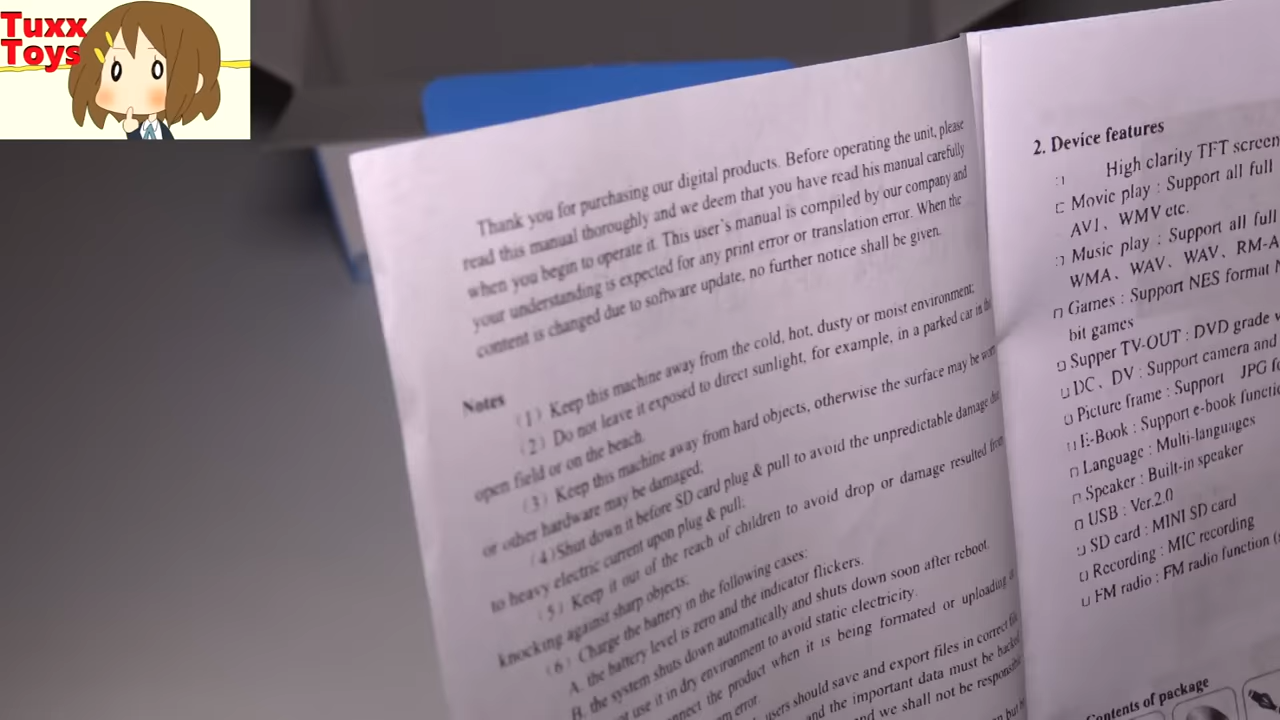 Tuxx
Toys
Thank you for purchasing our digital products. Before operating the unit, please
read this manual thoroughly and we deem that you have read his manual carefully
when you begin to operate it. This user's manual is compiled by our company and
your understanding is expected for any print error or translation error. When the
content is changed due to software update, no further notice shall be given.
Notes
(1) Keep this machine away from the cold, hot, dusty or moist environment;
(2) Do not leave it exposed to direct sunlight, for example, in a parked car in
open field or on the beach.
(3) Keep this machine away from hard objects, otherwise the surface may be
or other hardware may be damaged;
(4)Shut down it before SD card plug & pull to avoid the unpredictable damage
to heavy electric current upon plug & pull;
(5) Keep it out of the reach of children to avoid drop or damage resulted from
knocking against sharp objects;
(6) Charge the battery in the following cases:
A. the battery level is zero and the indicator flickers.
B. the system shuts down automatically and shuts down soon after reboot.
use it in dry environment to avoid static electricity.
the product when it is being formated or uploading
error.
users should save and export files in correct
and the important data must be
we shall not be
2. Device features
High clarity TFT screen
Movie play : Support all full
AVI、WMV etc.
Music play : Support all full
WMA、WAV、WAV、RM-A
Games : Support NES format
bit games
Supper TV-OUT : DVD grade
DC、DV : Support camera and
Picture frame : Support JPG
E-Book : Support e-book
Language : Multi-languages
Speaker : Built-in speaker
USB : Ver.2.0
SD card : MINI SD card
Recording : MIC recording
FM radio : FM radio function
Contents of package